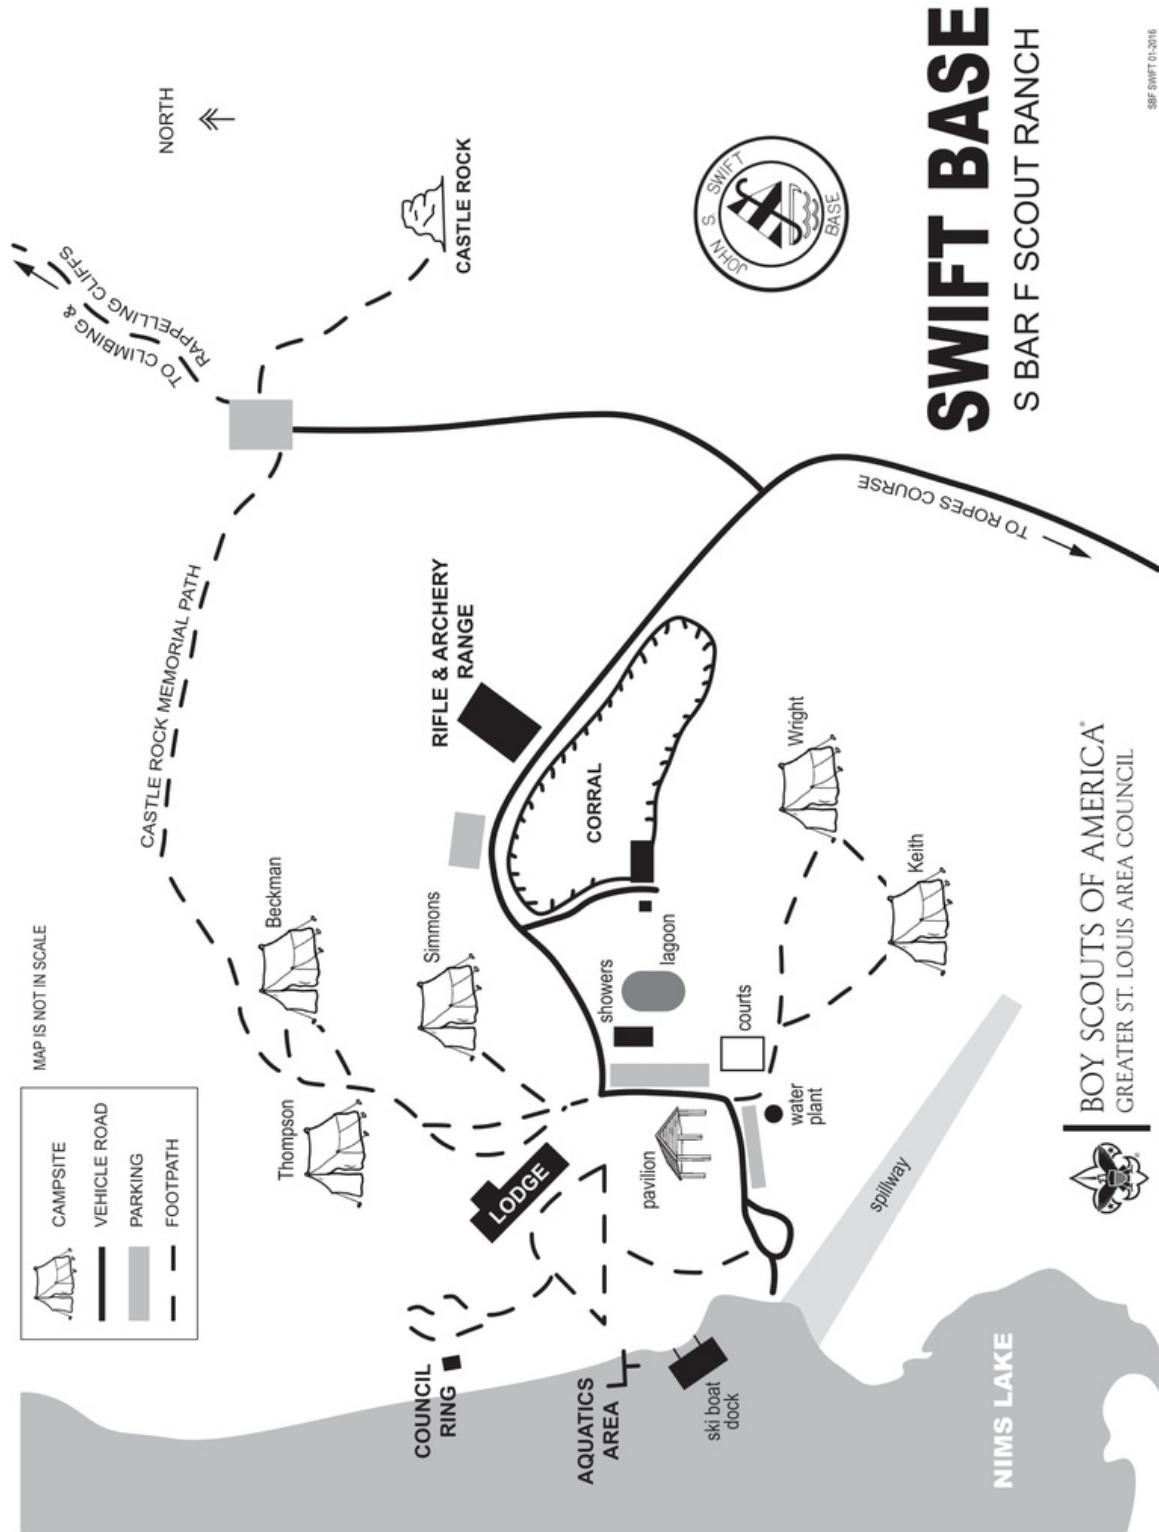 MAP IS NOT IN SCALE
CAMPSITE
VEHICLE ROAD
PARKING
FOOTPATH
NORTH
TO CLIMBING &
RAPPELLING CLIFFS
CASTLE ROCK
CASTLE ROCK MEMORIAL PATH
Beckman
Thompson
Simmons
RIFLE & ARCHERY
RANGE
LODGE
COUNCIL
RING
AQUATICS
AREA
ski boat
dock
pavilion
showers
lagoon
CORRAL
courts
water
plant
Wright
Keith
spillway
NIMS LAKE
TO ROPES COURSE
JOHN S. SWIFT
BASE
SWIFT BASE
S BAR F SCOUT RANCH
BOY SCOUTS OF AMERICA®
GREATER ST. LOUIS AREA COUNCIL
SBF SWIFT 01-2016